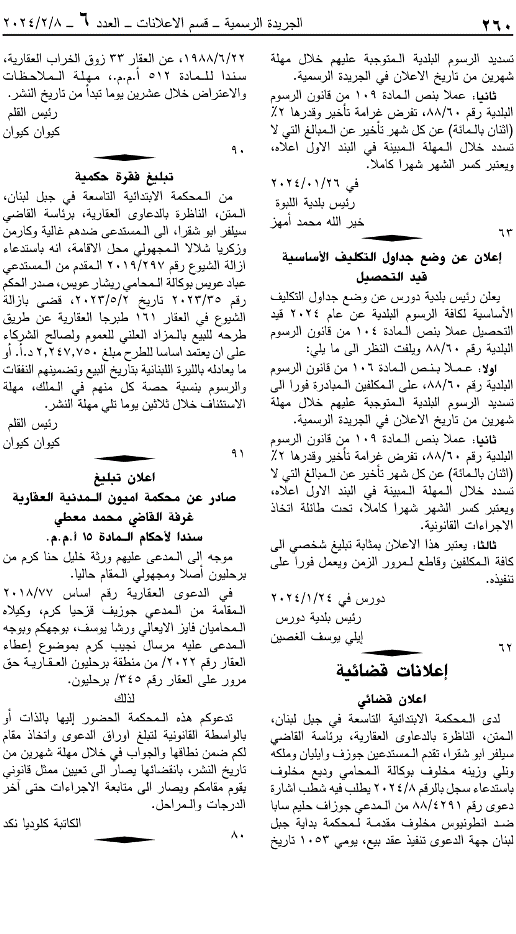 ٢٦٠
الجريدة الرسمية ـ قسم الاعلانات ـ العدد ٦ ـ ٢٠٢٤/٢/٨
تسديد الرسوم البلدية المتوجبة عليهم خلال مهلة
شهرين من تاريخ الاعلان في الجريدة الرسمية.
ثانيا: عملا بنص المادة ١٠٩ من قانون الرسوم
البلدية رقم ٨٨/٦٠، تفرض غرامة تأخير وقدرها ٢٪
(اثنان بالمائة) عن كل شهر تأخير عن المبالغ التي لا
تسدد خلال المهلة المبينة في البند الاول اعلاه،
ويعتبر كسر الشهر شهرا كاملا.
في ٢٠٢٤/٠١/٢٦
رئيس بلدية اللبوة
خير الله محمد أمهز
٦٣
إعلان عن وضع جداول التكليف الأساسية
قيد التحصيل
يعلن رئيس بلدية دورس عن وضع جداول التكليف
الأساسية لكافة الرسوم البلدية عن عام ٢٠٢٤ قيد
التحصيل عملا بنص المادة ١٠٤ من قانون الرسوم
البلدية رقم ٨٨/٦٠ ويلفت النظر الى ما يلي:
اولا: عملا بنص المادة ١٠٦ من قانون الرسوم
البلدية رقم ٨٨/٦٠، على المكلفين المبادرة فورا الى
تسديد الرسوم البلدية المتوجبة عليهم خلال مهلة
شهرين من تاريخ الاعلان في الجريدة الرسمية.
ثانيا: عملا بنص المادة ١٠٩ من قانون الرسوم
البلدية رقم ٨٨/٦٠، تفرض غرامة تأخير وقدرها ٢٪
(اثنان بالمائة) عن كل شهر تأخير عن المبالغ التي لا
تسدد خلال المهلة المبينة في البند الاول اعلاه،
ويعتبر كسر الشهر شهرا كاملا، تحت طائلة اتخاذ
الاجراءات القانونية.
ثالثا: يعتبر هذا الاعلان بمثابة تبليغ شخصي الى
كافة المكلفين وقاطع لمرور الزمن ويعمل فورا على
تنفيذه.
دورس في ٢٠٢٤/١/٢٤
رئيس بلدية دورس
إيلي يوسف الغصين
٦٢
إعلانات قضائية
اعلان قضائي
لدى المحكمة الابتدائية التاسعة في جبل لبنان،
المتن، الناظرة بالدعاوى العقارية، برئاسة القاضي
سيلفر ابو شقرا، تقدم المستدعين جوزف وايليان وملكه
ونلي وزينه مخلوف بوكالة المحامي وديع مخلوف
باستدعاء سجل بالرقم ٢٠٢٤/٨ يطلب فيه شطب اشارة
دعوى رقم ٨٨/٤٢٩١ من المدعي جوزاف حليم سابا
ضد انطونيوس مخلوف مقدمة لمحكمة بداية جبل
لبنان جهة الدعوى تنفيذ عقد بيع، يومي ١٠٥٣ تاريخ
١٩٨٨/٦/٢٢، عن العقار ٣٣ زوق الخراب العقارية،
سندا للمادة ٥١٢ أ.م.م.، مهلة الملاحظات
والاعتراض خلال عشرين يوما تبدأ من تاريخ النشر.
رئيس القلم
كيوان كيوان
٩٠
تبليغ فقرة حكمية
من المحكمة الابتدائية التاسعة في جبل لبنان،
المتن، الناظرة بالدعاوى العقارية، برئاسة القاضي
سيلفر ابو شقرا، الى المستدعى ضدهم غالية وكارمن
وزكريا شلالا المجهولي محل الاقامة، انه باستدعاء
ازالة الشيوع رقم ٢٠١٩/٢٩٧ المقدم من المستدعي
عباد عويس بوكالة المحامي ريشار عويس، صدر الحكم
رقم ٢٠٢٣/٣٥ تاريخ ٢٠٢٣/٥/٢، قضى بازالة
الشيوع في العقار ١٦١ طبرجا العقارية عن طريق
طرحه للبيع بالمزاد العلني للعموم ولصالح الشركاء
على ان يعتمد اساسا للطرح مبلغ ٢,٢٤٧,٧٥٠ د.أ. أو
ما يعادله بالليرة اللبنانية بتاريخ البيع وتضمينهم النفقات
والرسوم بنسبة حصة كل منهم في الملك، مهلة
الاستئناف خلال ثلاثين يوما تلي مهلة النشر.
رئيس القلم
كيوان كيوان
٩١
اعلان تبليغ
صادر عن محكمة اميون المدنية العقارية
غرفة القاضي محمد معطي
سندا لأحكام المادة ١٥ أ.م.م.
موجه الى المدعى عليهم ورثة خليل حنا كرم من
برحليون أصلا ومجهولي المقام حاليا.
في الدعوى العقارية رقم اساس ٢٠١٨/٧٧
المقامة من المدعي جوزيف قزحيا كرم، وكيلاه
المحاميان فايز الايعالي ورشا يوسف، بوجهكم وبوجه
المدعى عليه مرسال نجيب كرم بموضوع إعطاء
العقار رقم ٢٠٢٢/ من منطقة برحليون العقارية حق
مرور على العقار رقم ٣٤٥/ برحليون.
لذلك
تدعوكم هذه المحكمة الحضور إليها بالذات أو
بالواسطة القانونية لتبلغ اوراق الدعوى واتخاذ مقام
لكم ضمن نطاقها والجواب في خلال مهلة شهرين من
تاريخ النشر، بانقضائها يصار الى تعيين ممثل قانوني
يقوم مقامكم ويصار الى متابعة الاجراءات حتى آخر
الدرجات والمراحل.
الكاتبة كلوديا نكد
٨٠